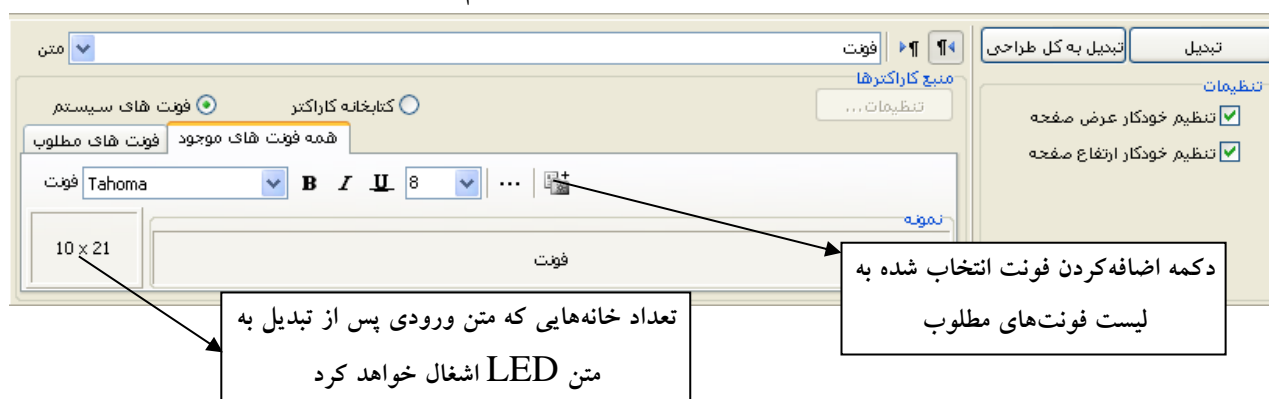 م
تبدیل
تبدیل به کل طراحی
فونت
متن
تنظیمات
تنظیم خودکار عرض صفحه
تنظیم خودکار ارتفاع صفحه
منبع کاراکترها
تنظیمات...
کتابخانه کاراکتر
فونت های سیستم
همه فونت های موجود
فونت های مطلوب
فونت Tahoma B I U 8 ...
نمونه
فونت
10 x 21
دکمه اضافه‌کردن فونت انتخاب شده به
لیست فونت‌های مطلوب
تعداد خانه‌هایی که متن ورودی پس از تبدیل به
متن LED اشغال خواهد کرد